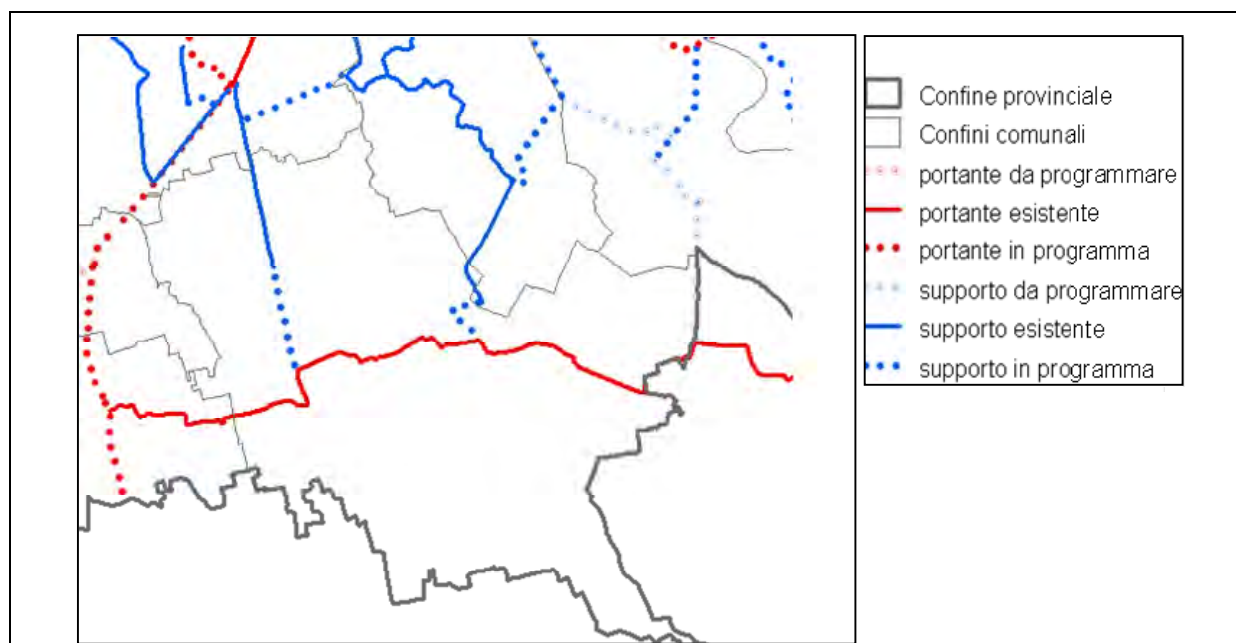 Confine provinciale
Confini comunali
portante da programmare
portante esistente
portante in programma
supporto da programmare
supporto esistente
supporto in programma